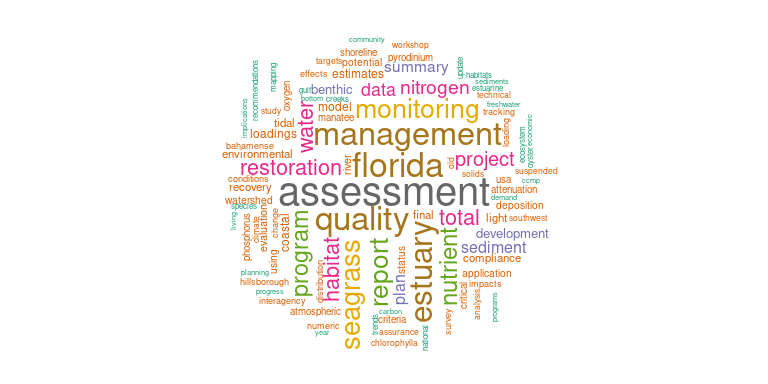 community
workshop
shoreline
pyrodinium
targets
potential
summary
update
effects
estimates
habitats
recommendations
mapping
sediments
gulf
benthic
data
nitrogen
estuarine
oxygen
technical
bottom
creeks
model
monitoring
freshwater
study
manatee
tracking
implications
tidal
water
loadings
management
loading
economic
bahamense
environmental
river
florida
old
project
ecosystem
oyster
restoration
solids
suspended
conditions
recovery
assessment
usa
ccmp
attenuation
demand
watershed
species
living
deposition
phosphorus
climate
change
quality
final
total
light
southwest
evaluation
coastal
program
habitat
estuary
nutrient
development
sediment
using
seagrass
report
status
compliance
planning
hillsborough
distribution
plan
application
impacts
progress
interagency
critical
analysis
programs
atmospheric
carbon
numeric
trends
criteria
survey
year
assurance
national
chlorophylla